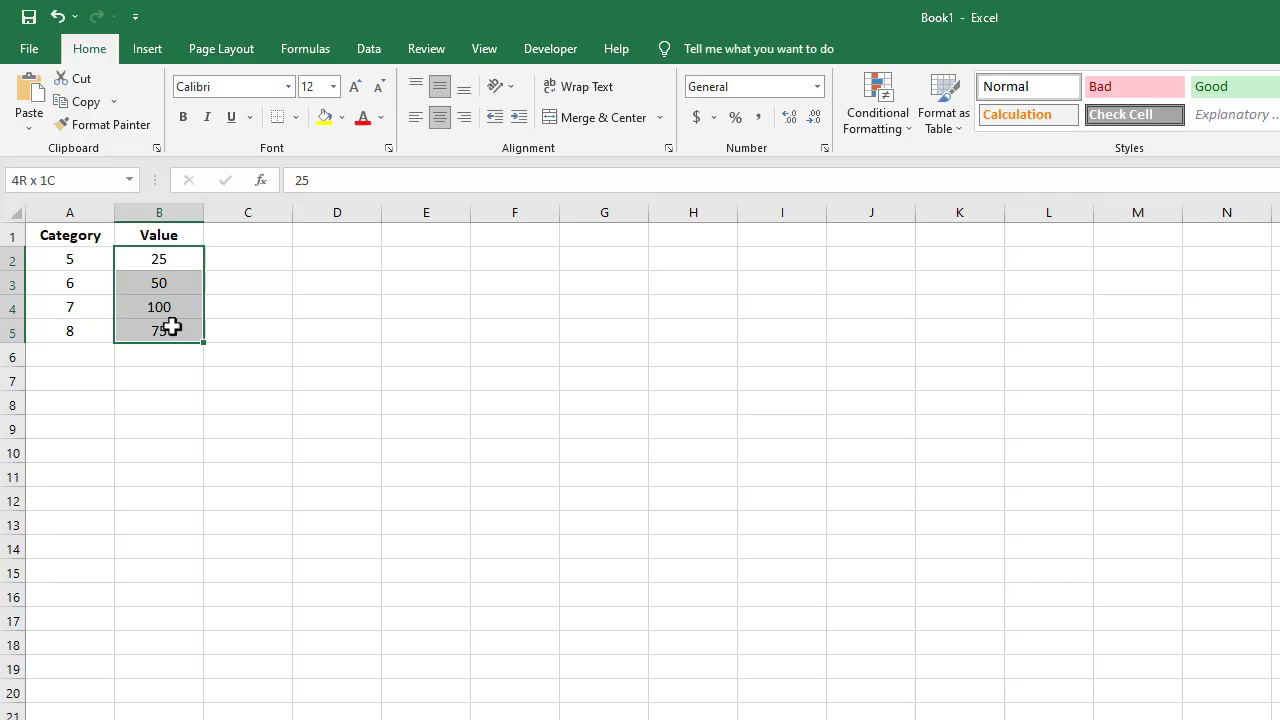 Book1 - Excel
File Home Insert Page Layout Formulas Data Review View Developer Help Tell me what you want to do
Paste
Cut
Copy
Format Painter
Clipboard
Calibri 12 A A
B I U A
Font
ab Wrap Text
Merge & Center
Alignment
General
$ % , .00 .0
Number
Conditional Formatting
Format as Table
Normal Bad Good
Calculation Check Cell Explanatory ...
Styles
4R x 1C fx 25
A B C D E F G H I J K L M N
1 Category Value
2 5 25
3 6 50
4 7 100
5 8 75
6
7
8
9
10
11
12
13
14
15
16
17
18
19
20
21